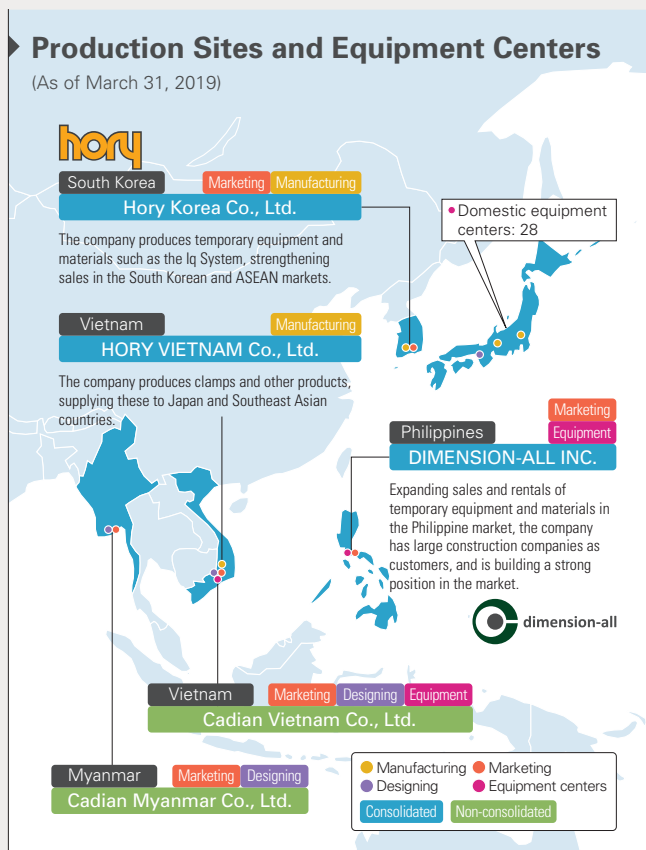 Production Sites and Equipment Centers
(As of March 31, 2019)
hory
South Korea
Marketing
Manufacturing
Hory Korea Co., Ltd.
The company produces temporary equipment and
materials such as the Iq System, strengthening
sales in the South Korean and ASEAN markets.
Domestic equipment
centers: 28
Vietnam
Manufacturing
HORY VIETNAM Co., Ltd.
The company produces clamps and other products,
supplying these to Japan and Southeast Asian
countries.
Philippines
Marketing
Equipment
DIMENSION-ALL INC.
Expanding sales and rentals of
temporary equipment and materials in
the Philippine market, the company
has large construction companies as
customers, and is building a strong
position in the market.
dimension-all
Vietnam
Marketing
Designing
Equipment
Cadian Vietnam Co., Ltd.
Myanmar
Marketing
Designing
Cadian Myanmar Co., Ltd.
Manufacturing
Marketing
Designing
Equipment centers
Consolidated
Non-consolidated